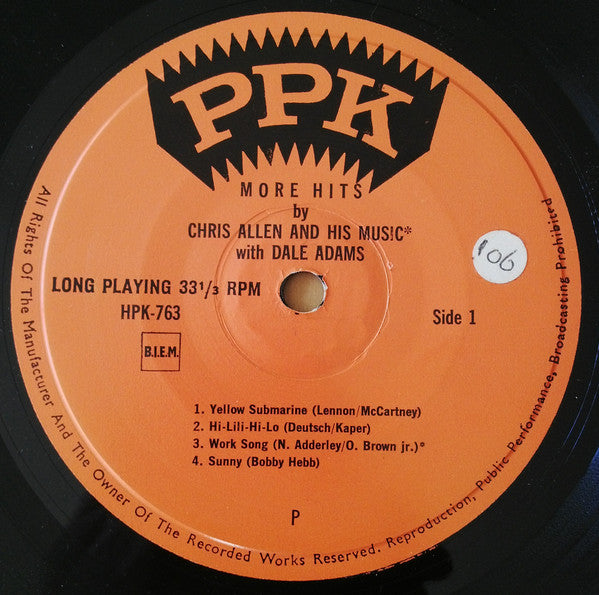 PPK
MORE HITS
by
CHRIS ALLEN AND HIS MUSIC*
with DALE ADAMS
106
LONG PLAYING 33 1/3 RPM
HPK-763
Side 1
B.I.E.M.
1. Yellow Submarine (Lennon/McCartney)
2. Hi-Lili-Hi-Lo (Deutsch/Kaper)
3. Work Song (N. Adderley/O. Brown jr.)*
4. Sunny (Bobby Hebb)
P
All Rights Of The Manufacturer And The Owner Of The Recorded Works Reserved. Reproduction, Public Performance, Broadcasting Prohibited